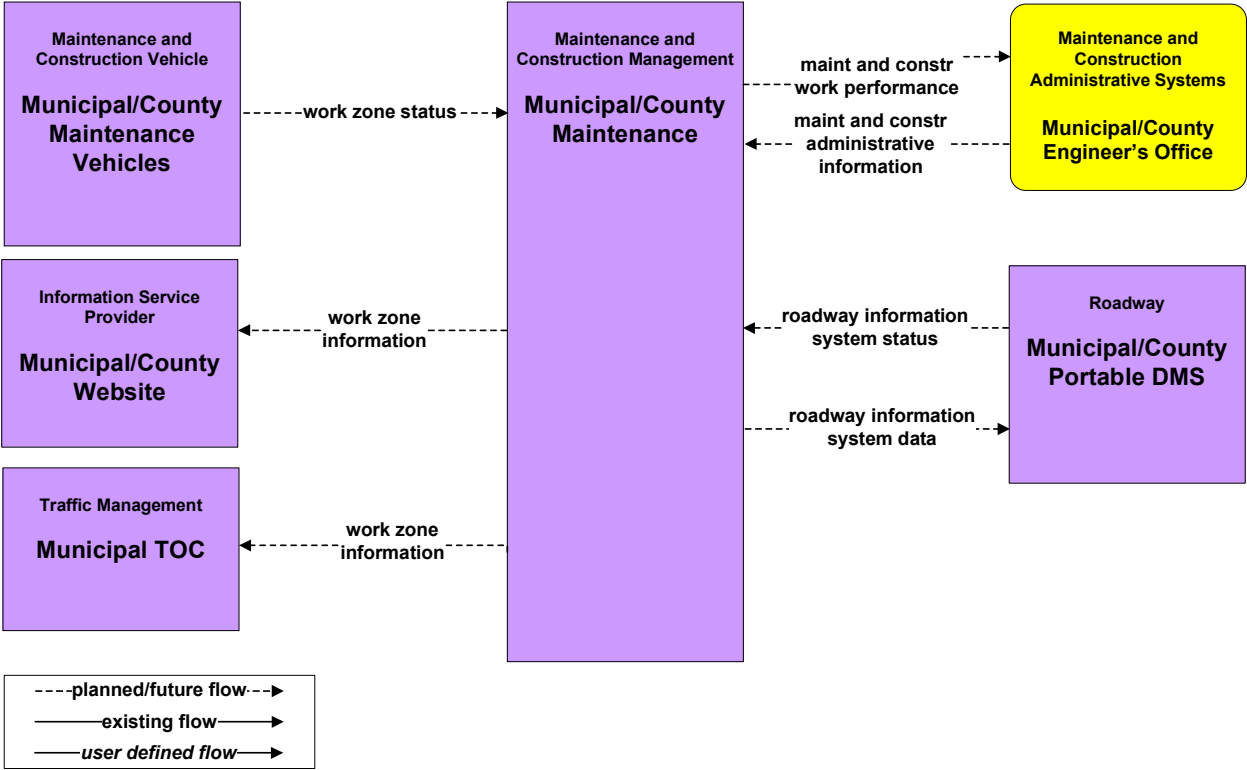 Maintenance and
Construction Vehicle
Municipal/County
Maintenance
Vehicles
work zone status
Maintenance and
Construction Management
Municipal/County
Maintenance
maint and constr
work performance
maint and constr
administrative
information
Maintenance and
Construction
Administrative Systems
Municipal/County
Engineer's Office
Information Service
Provider
Municipal/County
Website
work zone
information
roadway information
system status
roadway information
system data
Roadway
Municipal/County
Portable DMS
Traffic Management
Municipal TOC
work zone
information
planned/future flow
existing flow
user defined flow